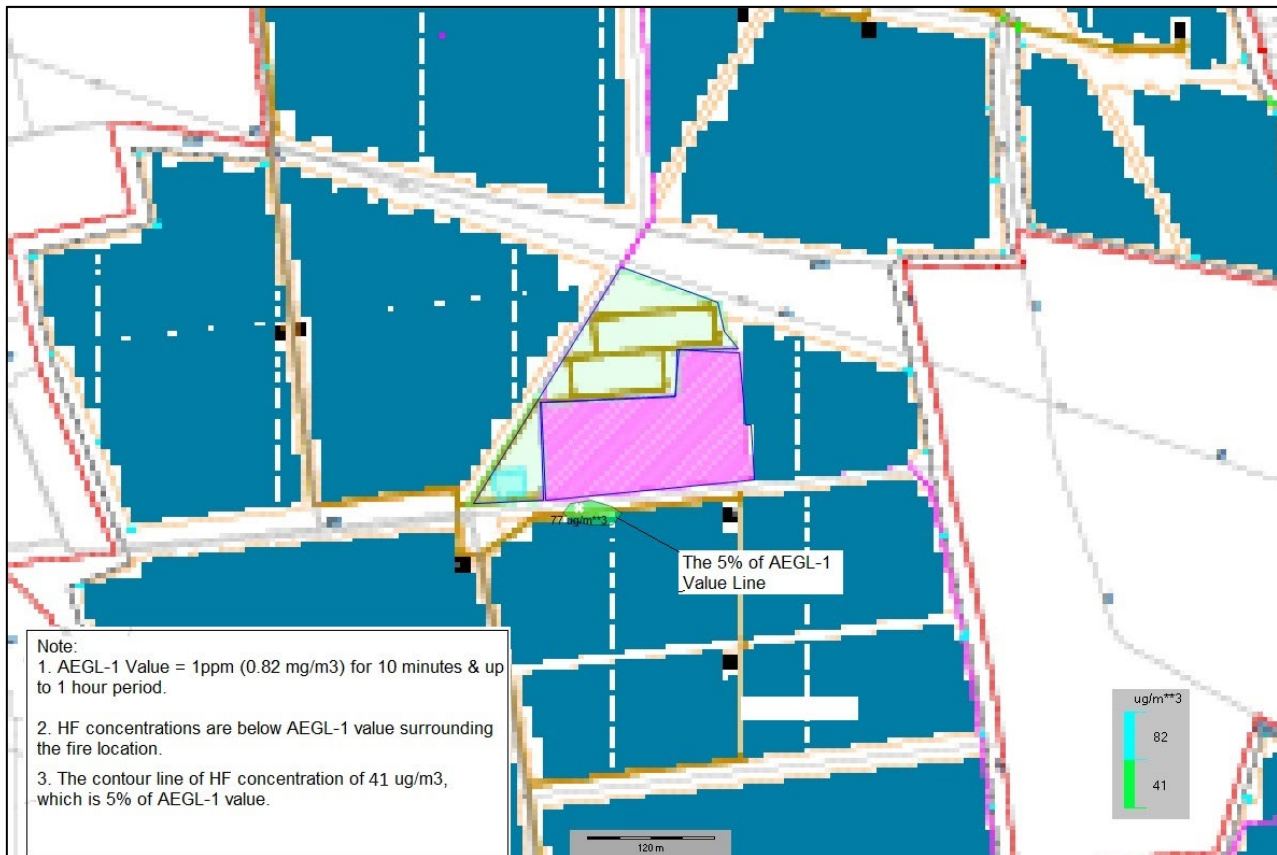 77 ug/m**3
The 5% of AEGL-1
Value Line
Note:
1. AEGL-1 Value = 1ppm (0.82 mg/m3) for 10 minutes & up
to 1 hour period.
2. HF concentrations are below AEGL-1 value surrounding
the fire location.
3. The contour line of HF concentration of 41 ug/m3,
which is 5% of AEGL-1 value.
ug/m**3
82
41
120 m